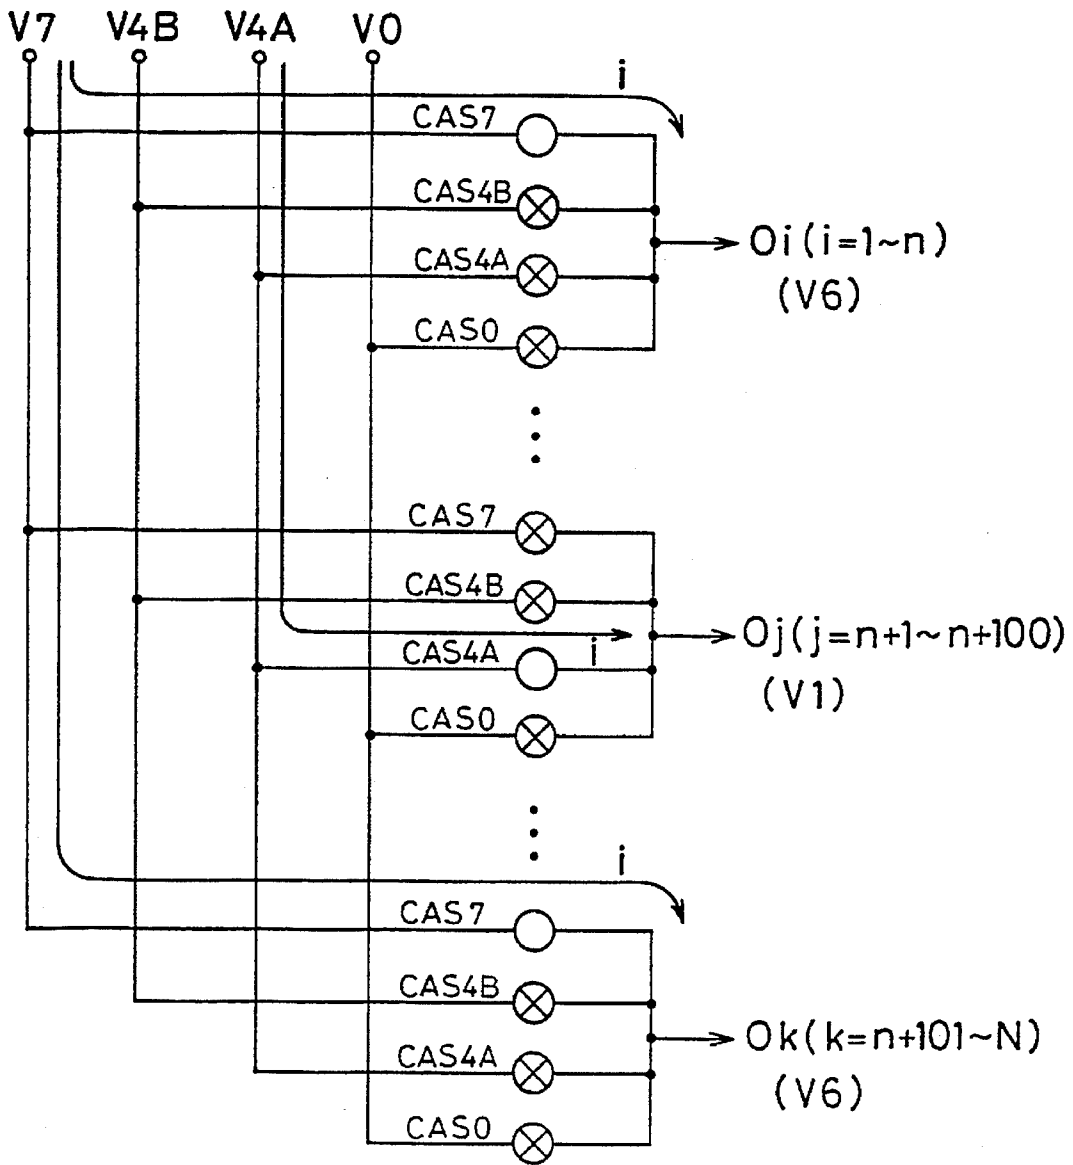 V7 V4B V4A V0
i
CAS7
CAS4B
Oi(i=1~n)
CAS4A
(V6)
CAS0
CAS7
CAS4B
Oj(j=n+1~n+100)
i
CAS4A
(V1)
CAS0
i
CAS7
CAS4B
Ok(k=n+101~N)
CAS4A
(V6)
CAS0